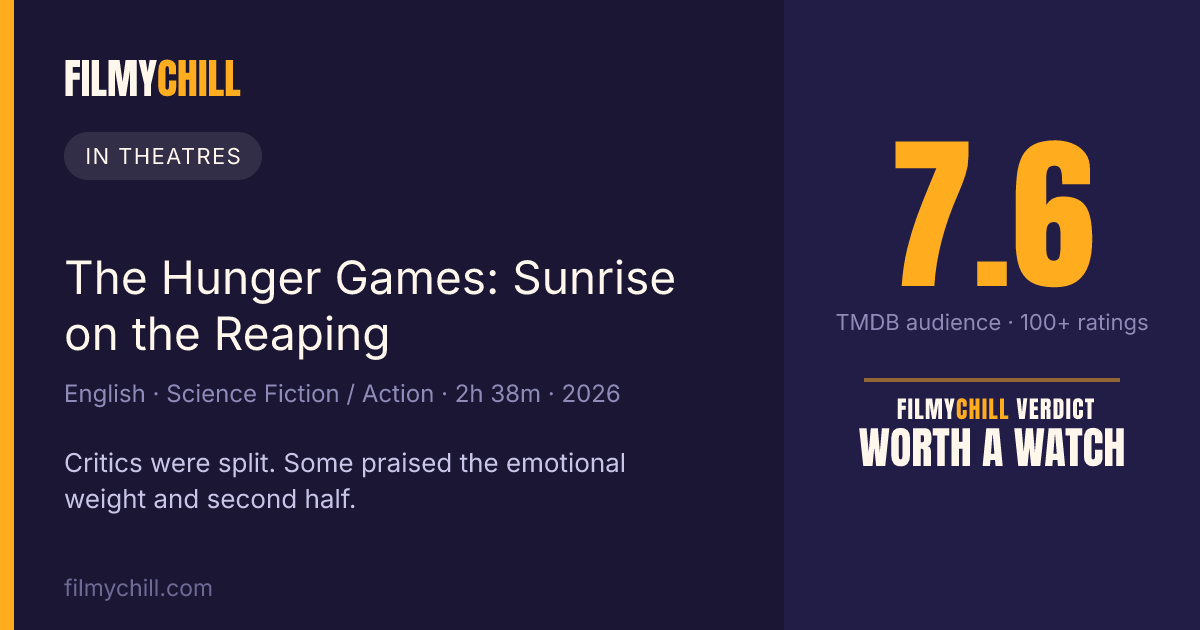 FILMYCHILL
IN THEATRES
The Hunger Games: Sunrise
on the Reaping
English · Science Fiction / Action · 2h 38m · 2026
Critics were split. Some praised the emotional
weight and second half.
filmychill.com
7.6
TMDB audience · 100+ ratings
FILMYCHILL VERDICT
WORTH A WATCH